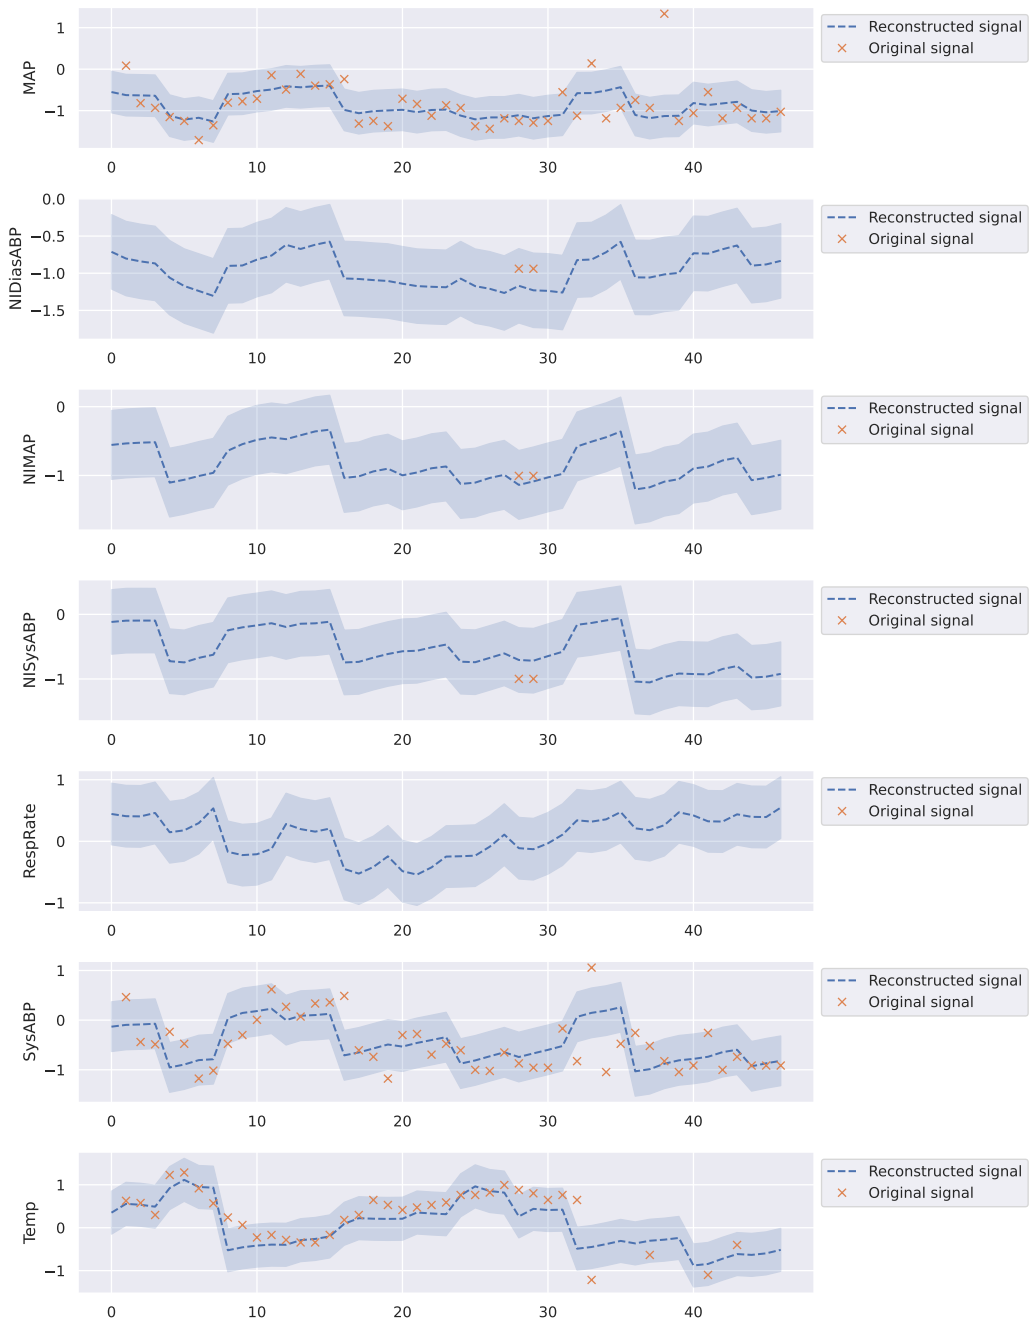 1
0
−1
MAP
0
10
20
30
40
Reconstructed signal
Original signal
0.0
−0.5
−1.0
−1.5
NIDiasABP
0
10
20
30
40
Reconstructed signal
Original signal
0
−1
NIMAP
0
10
20
30
40
Reconstructed signal
Original signal
0
−1
NISysABP
0
10
20
30
40
Reconstructed signal
Original signal
1
0
−1
RespRate
0
10
20
30
40
Reconstructed signal
Original signal
1
0
−1
SysABP
0
10
20
30
40
Reconstructed signal
Original signal
1
0
−1
Temp
0
10
20
30
40
Reconstructed signal
Original signal